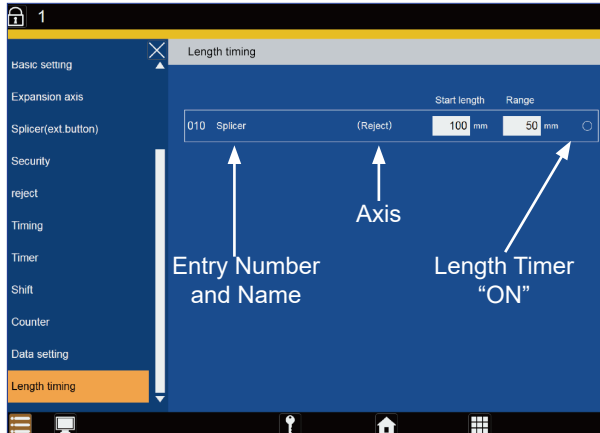 1
Basic setting
Length timing
Expansion axis
Splicer(ext.button)
Security
reject
Timing
Timer
Shift
Counter
Data setting
Length timing
Start length Range
010 Splicer (Reject) 100 mm 50 mm
Axis
Entry Number
and Name
Length Timer
“ON”